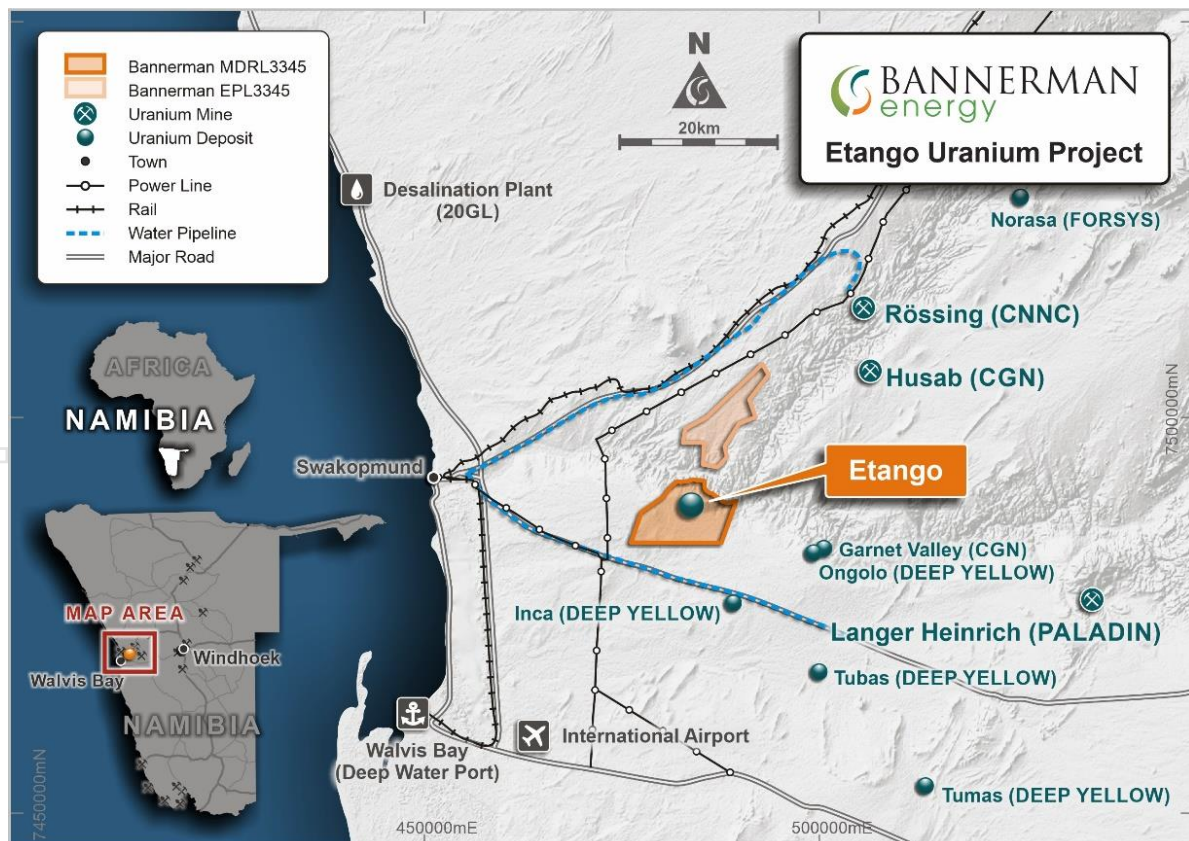 Bannerman MDRL3345
Bannerman EPL3345
Uranium Mine
Uranium Deposit
Town
Power Line
Rail
Water Pipeline
Major Road
N
20km
BANNERMAN
energy
Etango Uranium Project
Desalination Plant
(20GL)
Norasa (FORSYS)
Rössing (CNNC)
Husab (CGN)
AFRICA
NAMIBIA
Swakopmund
Etango
7500000mN
Garnet Valley (CGN)
Ongolo (DEEP YELLOW)
Inca (DEEP YELLOW)
Langer Heinrich (PALADIN)
Tubas (DEEP YELLOW)
MAP AREA
Windhoek
Walvis Bay
NAMIBIA
Walvis Bay
(Deep Water Port)
International Airport
Tumas (DEEP YELLOW)
7450000mN
450000mE
500000mE